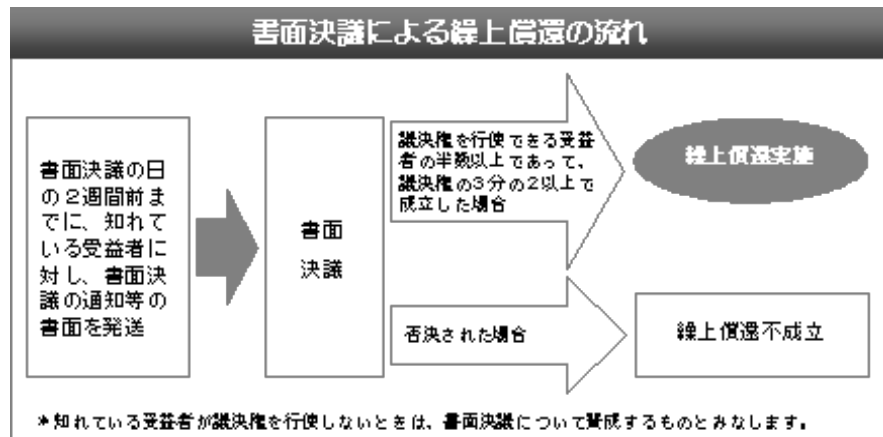 書面決議による繰上償還の流れ
書面決議の日
の2週間前ま
でに、知れて
いる受益者に
対し、書面決
議の通知等の
書面を発送
書面
決議
議決権を行使できる受益
者の半数以上であって、
議決権の3分の2以上で
成立した場合
繰上償還実施
否決された場合
繰上償還不成立
*知れている受益者が議決権を行使しないときは、書面決議について賛成するものとみなします。